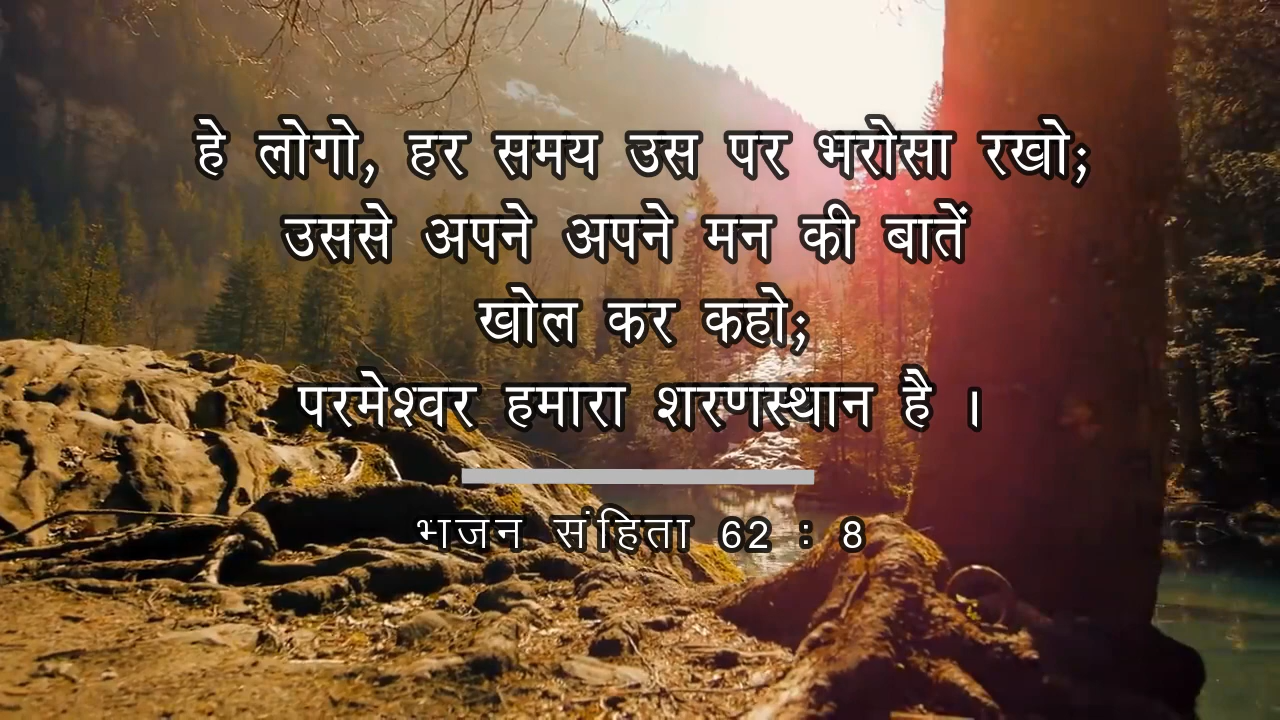 हे लोगो, हर समय उस पर भरोसा रखो;
उससे अपने अपने मन की बातें
खोल कर कहो;
परमेश्वर हमारा शरणस्थान है ।
भजन संहिता 62 : 8